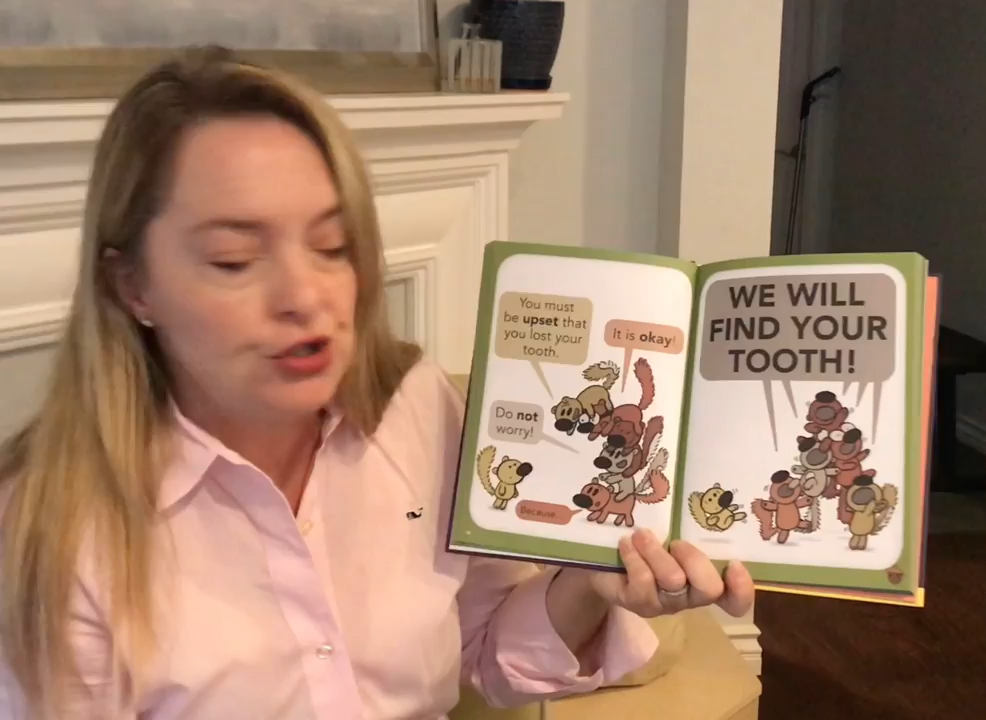 You must
be upset that
you lost your
tooth.
It is okay!
Do not
worry!
Because...
WE WILL
FIND YOUR
TOOTH!